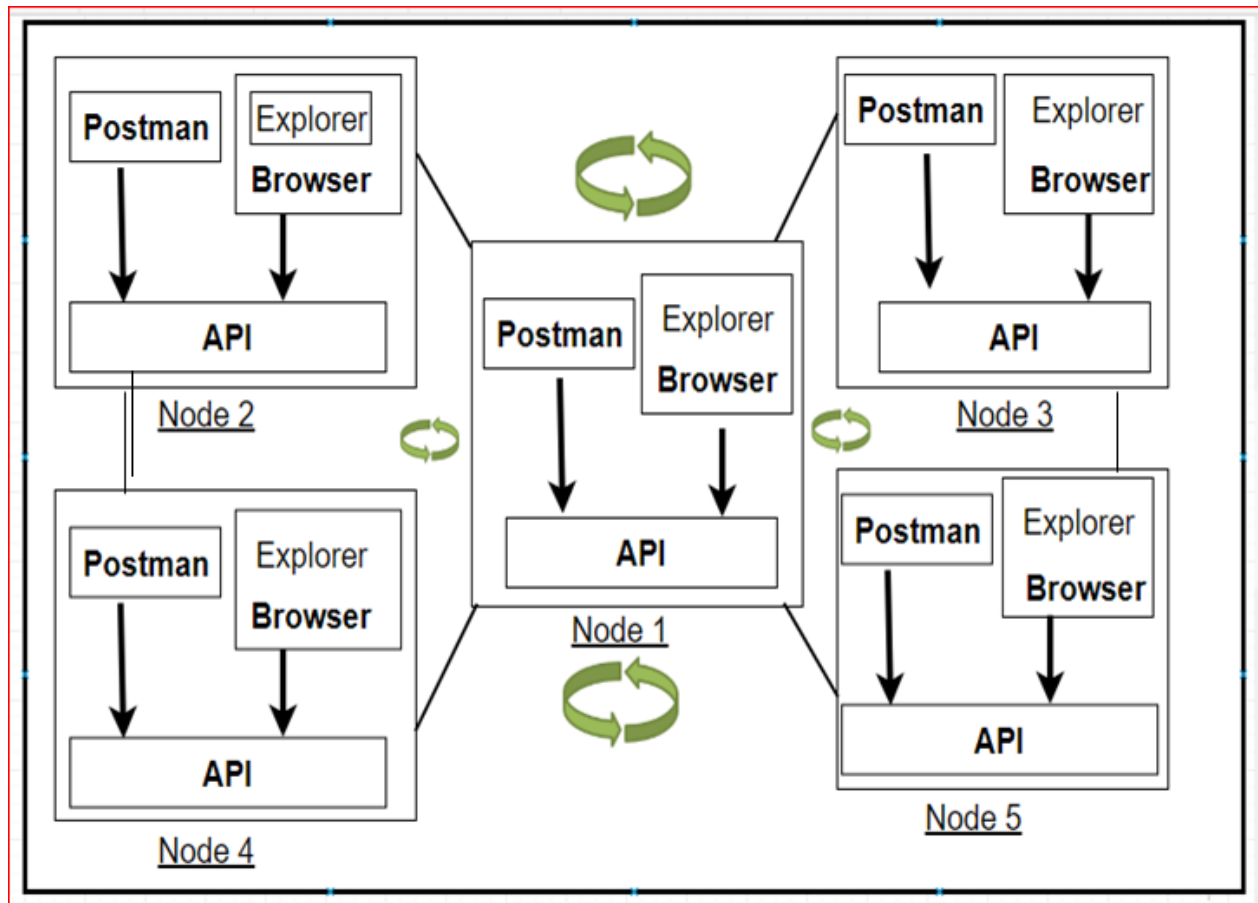 Postman
Explorer
Browser
API
Node 2
Postman
Explorer
Browser
API
Node 3
Postman
Explorer
Browser
API
Node 1
Postman
Explorer
Browser
API
Node 4
Postman
Explorer
Browser
API
Node 5